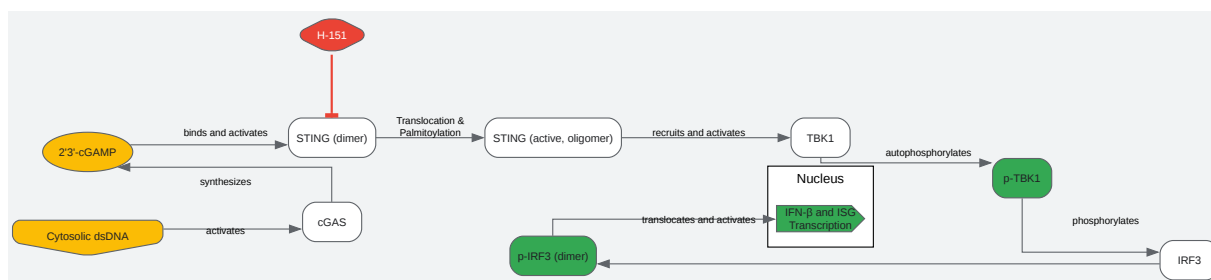 H-151
binds and activates
2'3'-cGAMP
STING (dimer)
Translocation &
Palmitoylation
STING (active, oligomer)
recruits and activates
TBK1
autophosphorylates
p-TBK1
synthesizes
cGAS
Cytosolic dsDNA
activates
Nucleus
IFN-β and ISG
Transcription
translocates and activates
p-IRF3 (dimer)
phosphorylates
IRF3